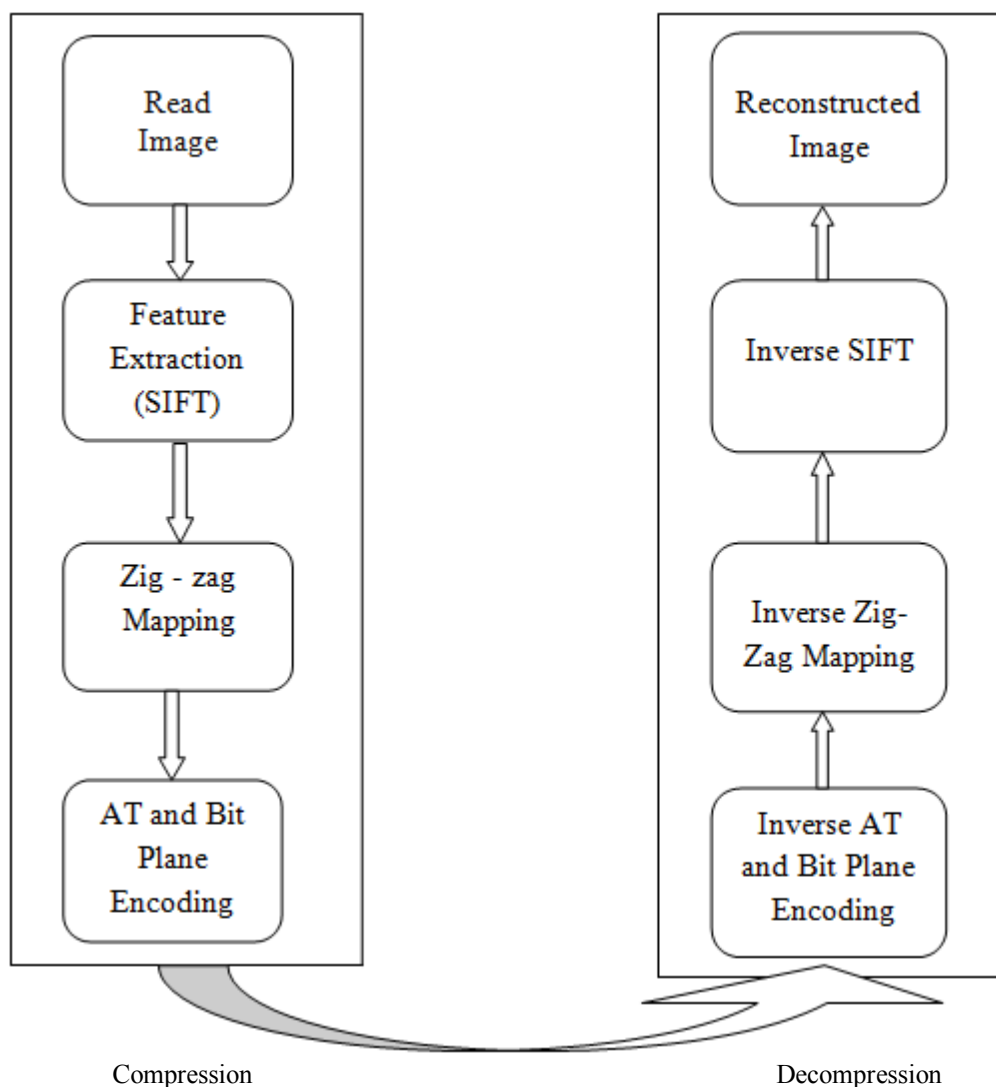 Read
Image
Feature
Extraction
(SIFT)
Zig - zag
Mapping
AT and Bit
Plane
Encoding
Compression
Reconstructed
Image
Inverse SIFT
Inverse Zig-
Zag Mapping
Inverse AT
and Bit Plane
Encoding
Decompression